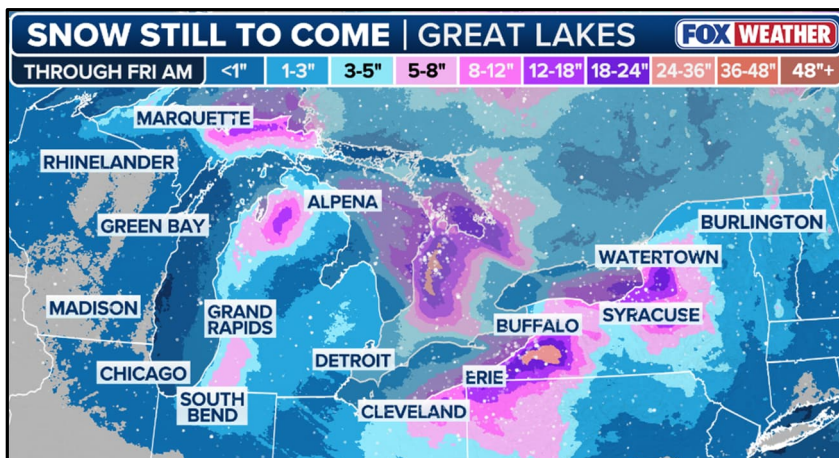 SNOW STILL TO COME | GREAT LAKES FOX WEATHER
THROUGH FRI AM <1" 1-3" 3-5" 5-8" 8-12" 12-18" 18-24" 24-36" 36-48" 48"+
MARQUETTE
RHINELANDER
ALPENA
GREEN BAY
BURLINGTON
WATERTOWN
MADISON
GRAND
RAPIDS
SYRACUSE
BUFFALO
DETROIT
CHICAGO
ERIE
SOUTH
BEND
CLEVELAND